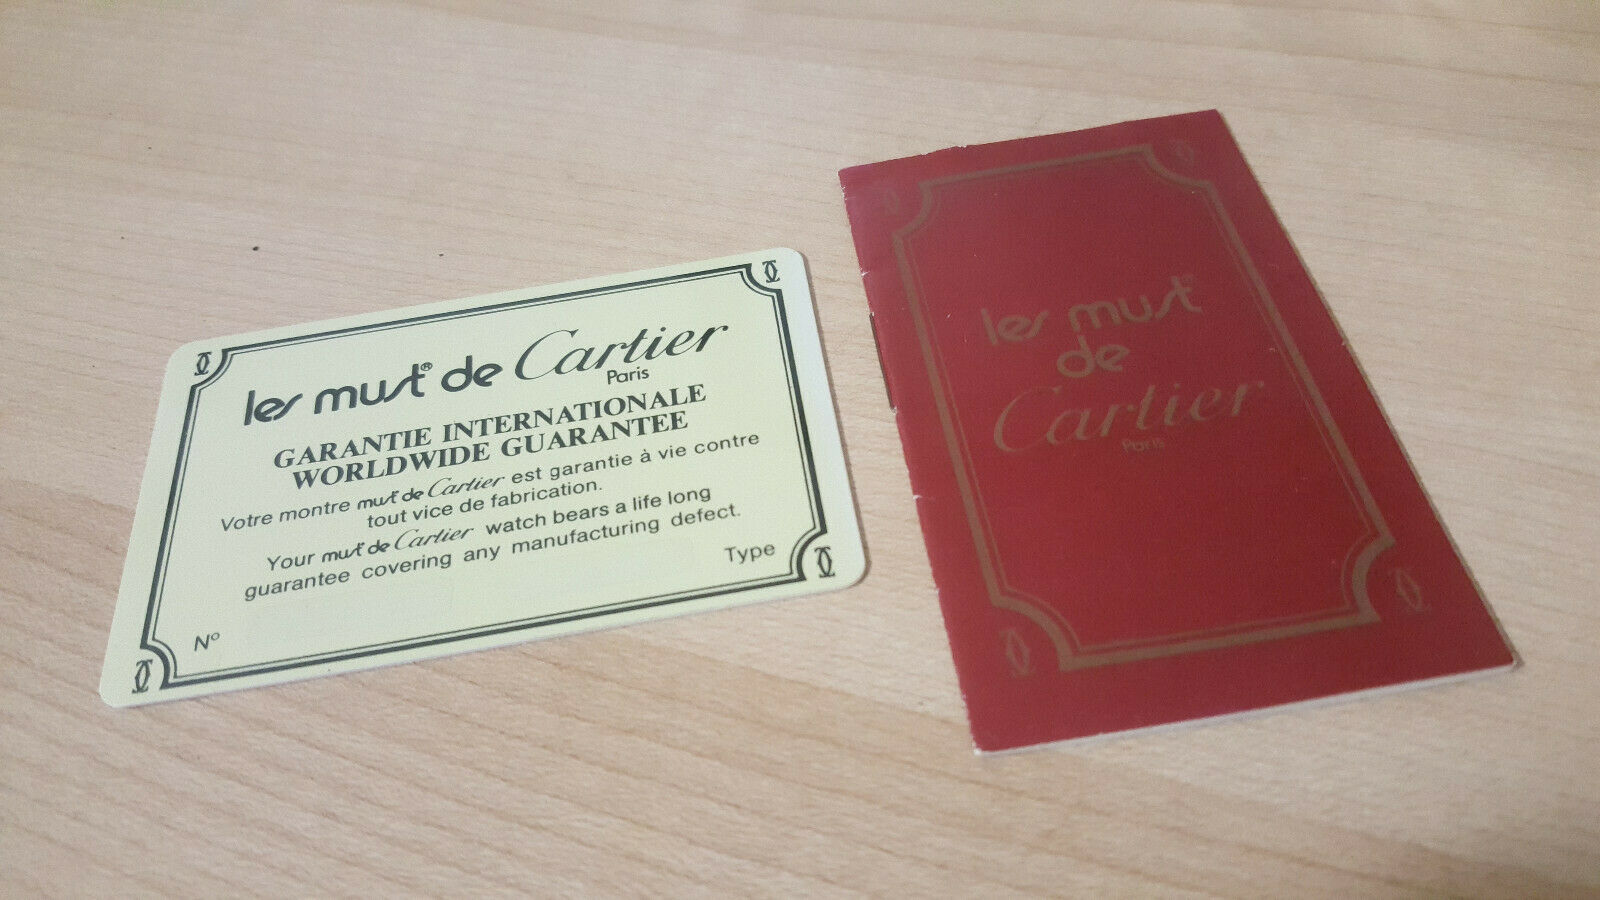 les must® de Cartier
Paris
GARANTIE INTERNATIONALE
WORLDWIDE GUARANTEE
Votre montre must de Cartier est garantie à vie contre
tout vice de fabrication.
Your must de Cartier watch bears a life long
guarantee covering any manufacturing defect.
Nº
Type
les must®
de
Cartier
Paris